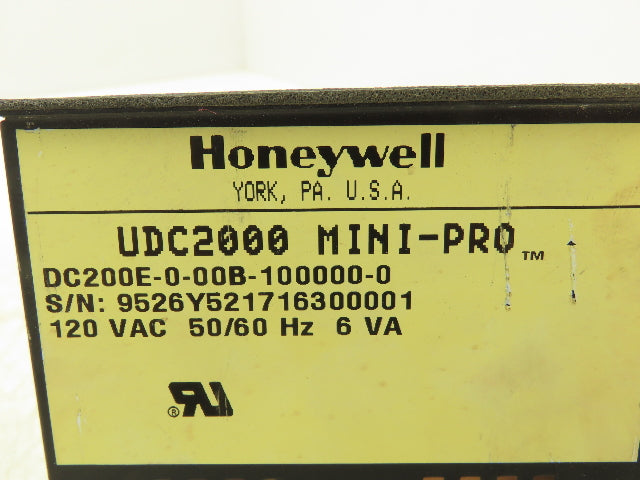 Honeywell
YORK, PA. U.S.A.
UDC2000 MINI-PRO™
DC200E-0-00B-100000-0
S/N: 9526Y521716300001
120 VAC 50/60 Hz 6 VA
®